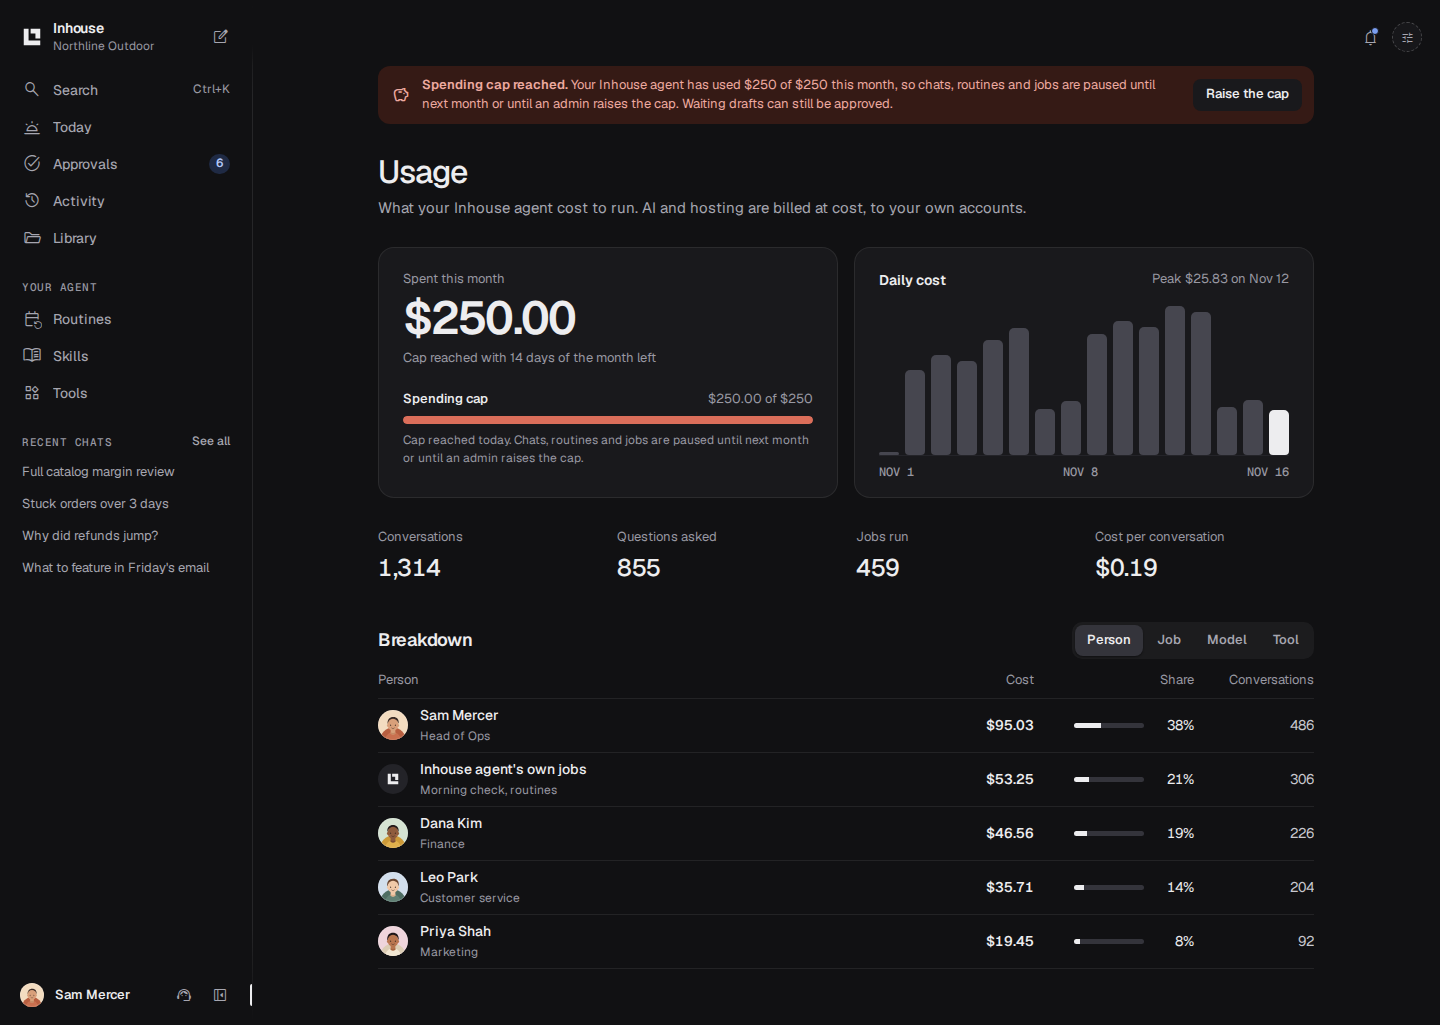 Inhouse
Northline Outdoor
Search Ctrl+K
Today
Approvals 6
Activity
Library
YOUR AGENT
Routines
Skills
Tools
RECENT CHATS See all
Full catalog margin review
Stuck orders over 3 days
Why did refunds jump?
What to feature in Friday's email
Sam Mercer
Spending cap reached. Your Inhouse agent has used $250 of $250 this month, so chats, routines and jobs are paused until
next month or until an admin raises the cap. Waiting drafts can still be approved.
Raise the cap
Usage
What your Inhouse agent cost to run. AI and hosting are billed at cost, to your own accounts.
Spent this month
$250.00
Cap reached with 14 days of the month left
Spending cap $250.00 of $250
Cap reached today. Chats, routines and jobs are paused until next month
or until an admin raises the cap.
Daily cost Peak $25.83 on Nov 12
NOV 1 NOV 8 NOV 16
Conversations Questions asked Jobs run Cost per conversation
1,314 855 459 $0.19
Breakdown Person Job Model Tool
Person Cost Share Conversations
Sam Mercer
Head of Ops
$95.03 38% 486
Inhouse agent's own jobs
Morning check, routines
$53.25 21% 306
Dana Kim
Finance
$46.56 19% 226
Leo Park
Customer service
$35.71 14% 204
Priya Shah
Marketing
$19.45 8% 92